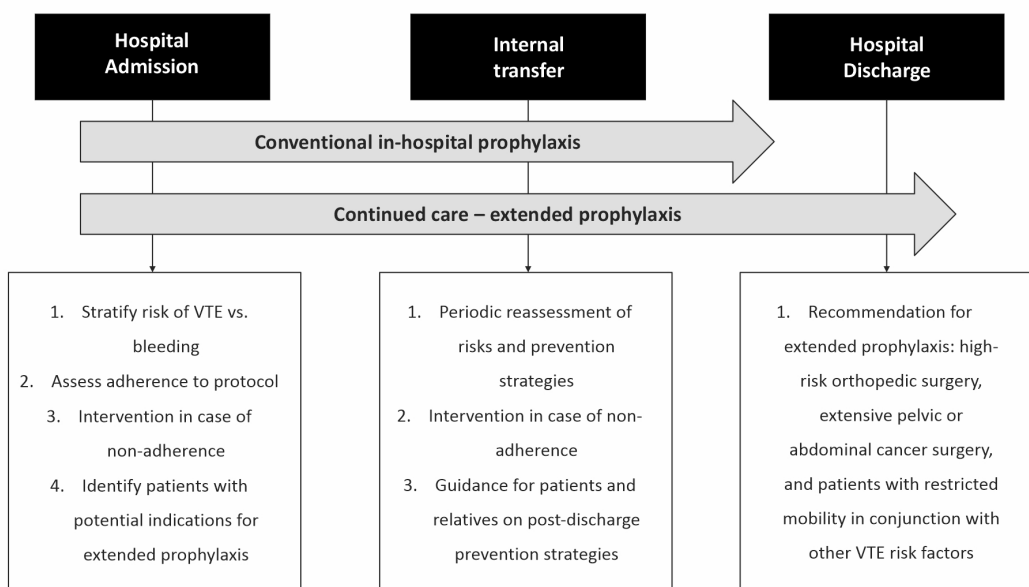 Hospital
Admission
Internal
transfer
Hospital
Discharge
Conventional in-hospital prophylaxis
Continued care – extended prophylaxis
1. Stratify risk of VTE vs.
bleeding
2. Assess adherence to protocol
3. Intervention in case of
non-adherence
4. Identify patients with
potential indications for
extended prophylaxis
1. Periodic reassessment of
risks and prevention
strategies
2. Intervention in case of non-
adherence
3. Guidance for patients and
relatives on post-discharge
prevention strategies
1. Recommendation for
extended prophylaxis: high-
risk orthopedic surgery,
extensive pelvic or
abdominal cancer surgery,
and patients with restricted
mobility in conjunction with
other VTE risk factors